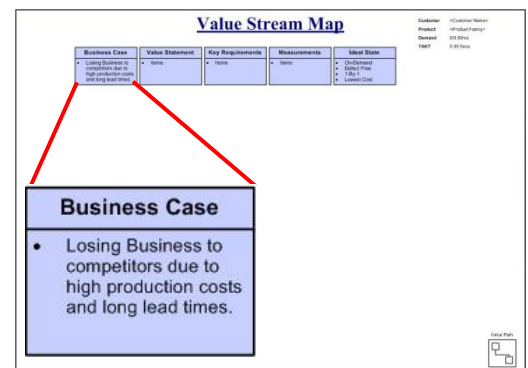 Value Stream Map
Customer <Customer Name>
Product <Product Family>
Demand
TAKT
Business Case
• Losing Business to
competitors due to
high production costs
and long lead times.
Value Statement
• Items
Key Requirements
• Items
Measurements
• Items
Ideal State
• On-Demand
• Defect Free
• 1-By-1
• Lowest Cost
Business Case
• Losing Business to
competitors due to
high production costs
and long lead times.
Value Path